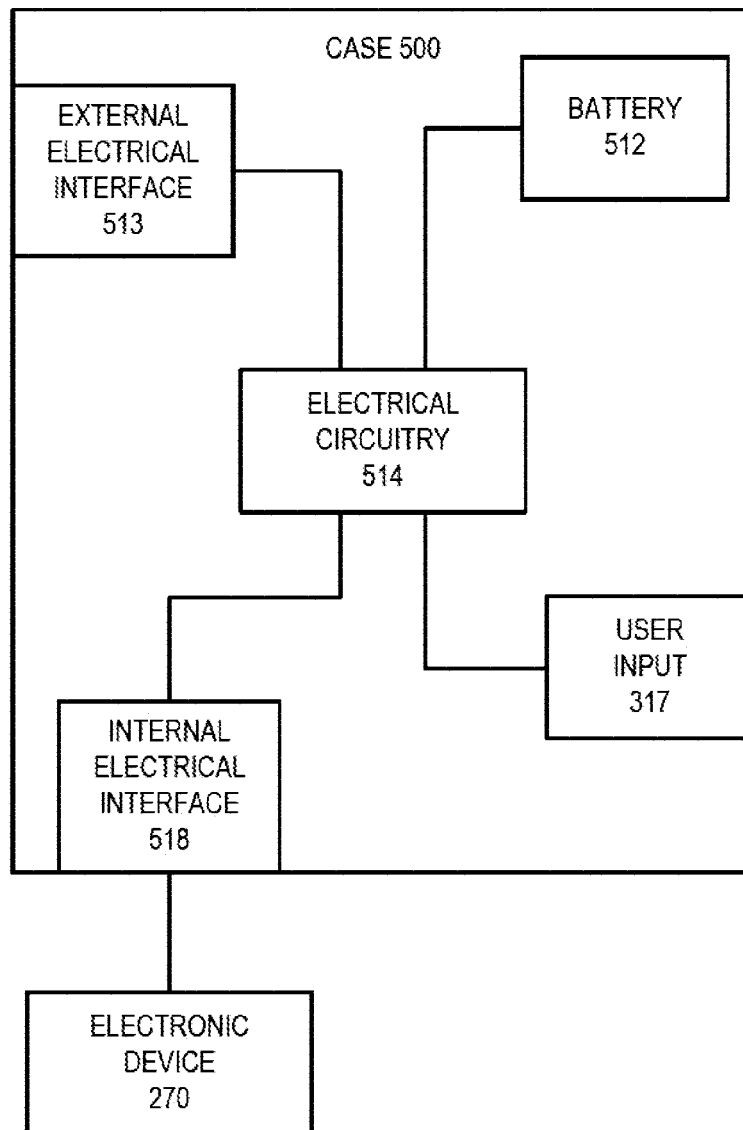 CASE 500
EXTERNAL
ELECTRICAL
INTERFACE
513
BATTERY
512
ELECTRICAL
CIRCUITRY
514
USER
INPUT
317
INTERNAL
ELECTRICAL
INTERFACE
518
ELECTRONIC
DEVICE
270